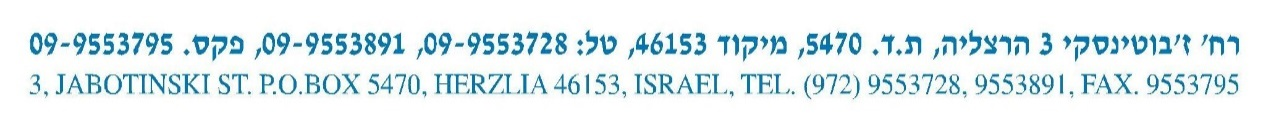 רח' ז'בוטינסקי 3 הרצליה, ת.ד. 5470, מיקוד 46153, טל: 09-9553728, 09-9553891, פקס. 09-9553795
3, JABOTINSKI ST. P.O.BOX 5470, HERZLIA 46153, ISRAEL, TEL. (972) 9553728, 9553891, FAX. 9553795